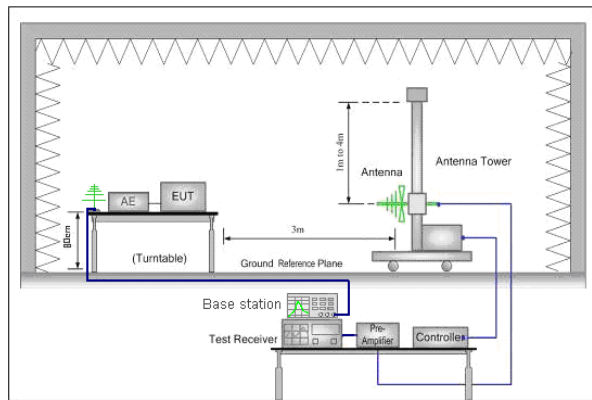 1m to 4m
Antenna
Antenna Tower
AE
EUT
80cm
3m
(Turntable)
Ground Reference Plane
Base station
Test Receiver
Pre-
Amplifier
Controller